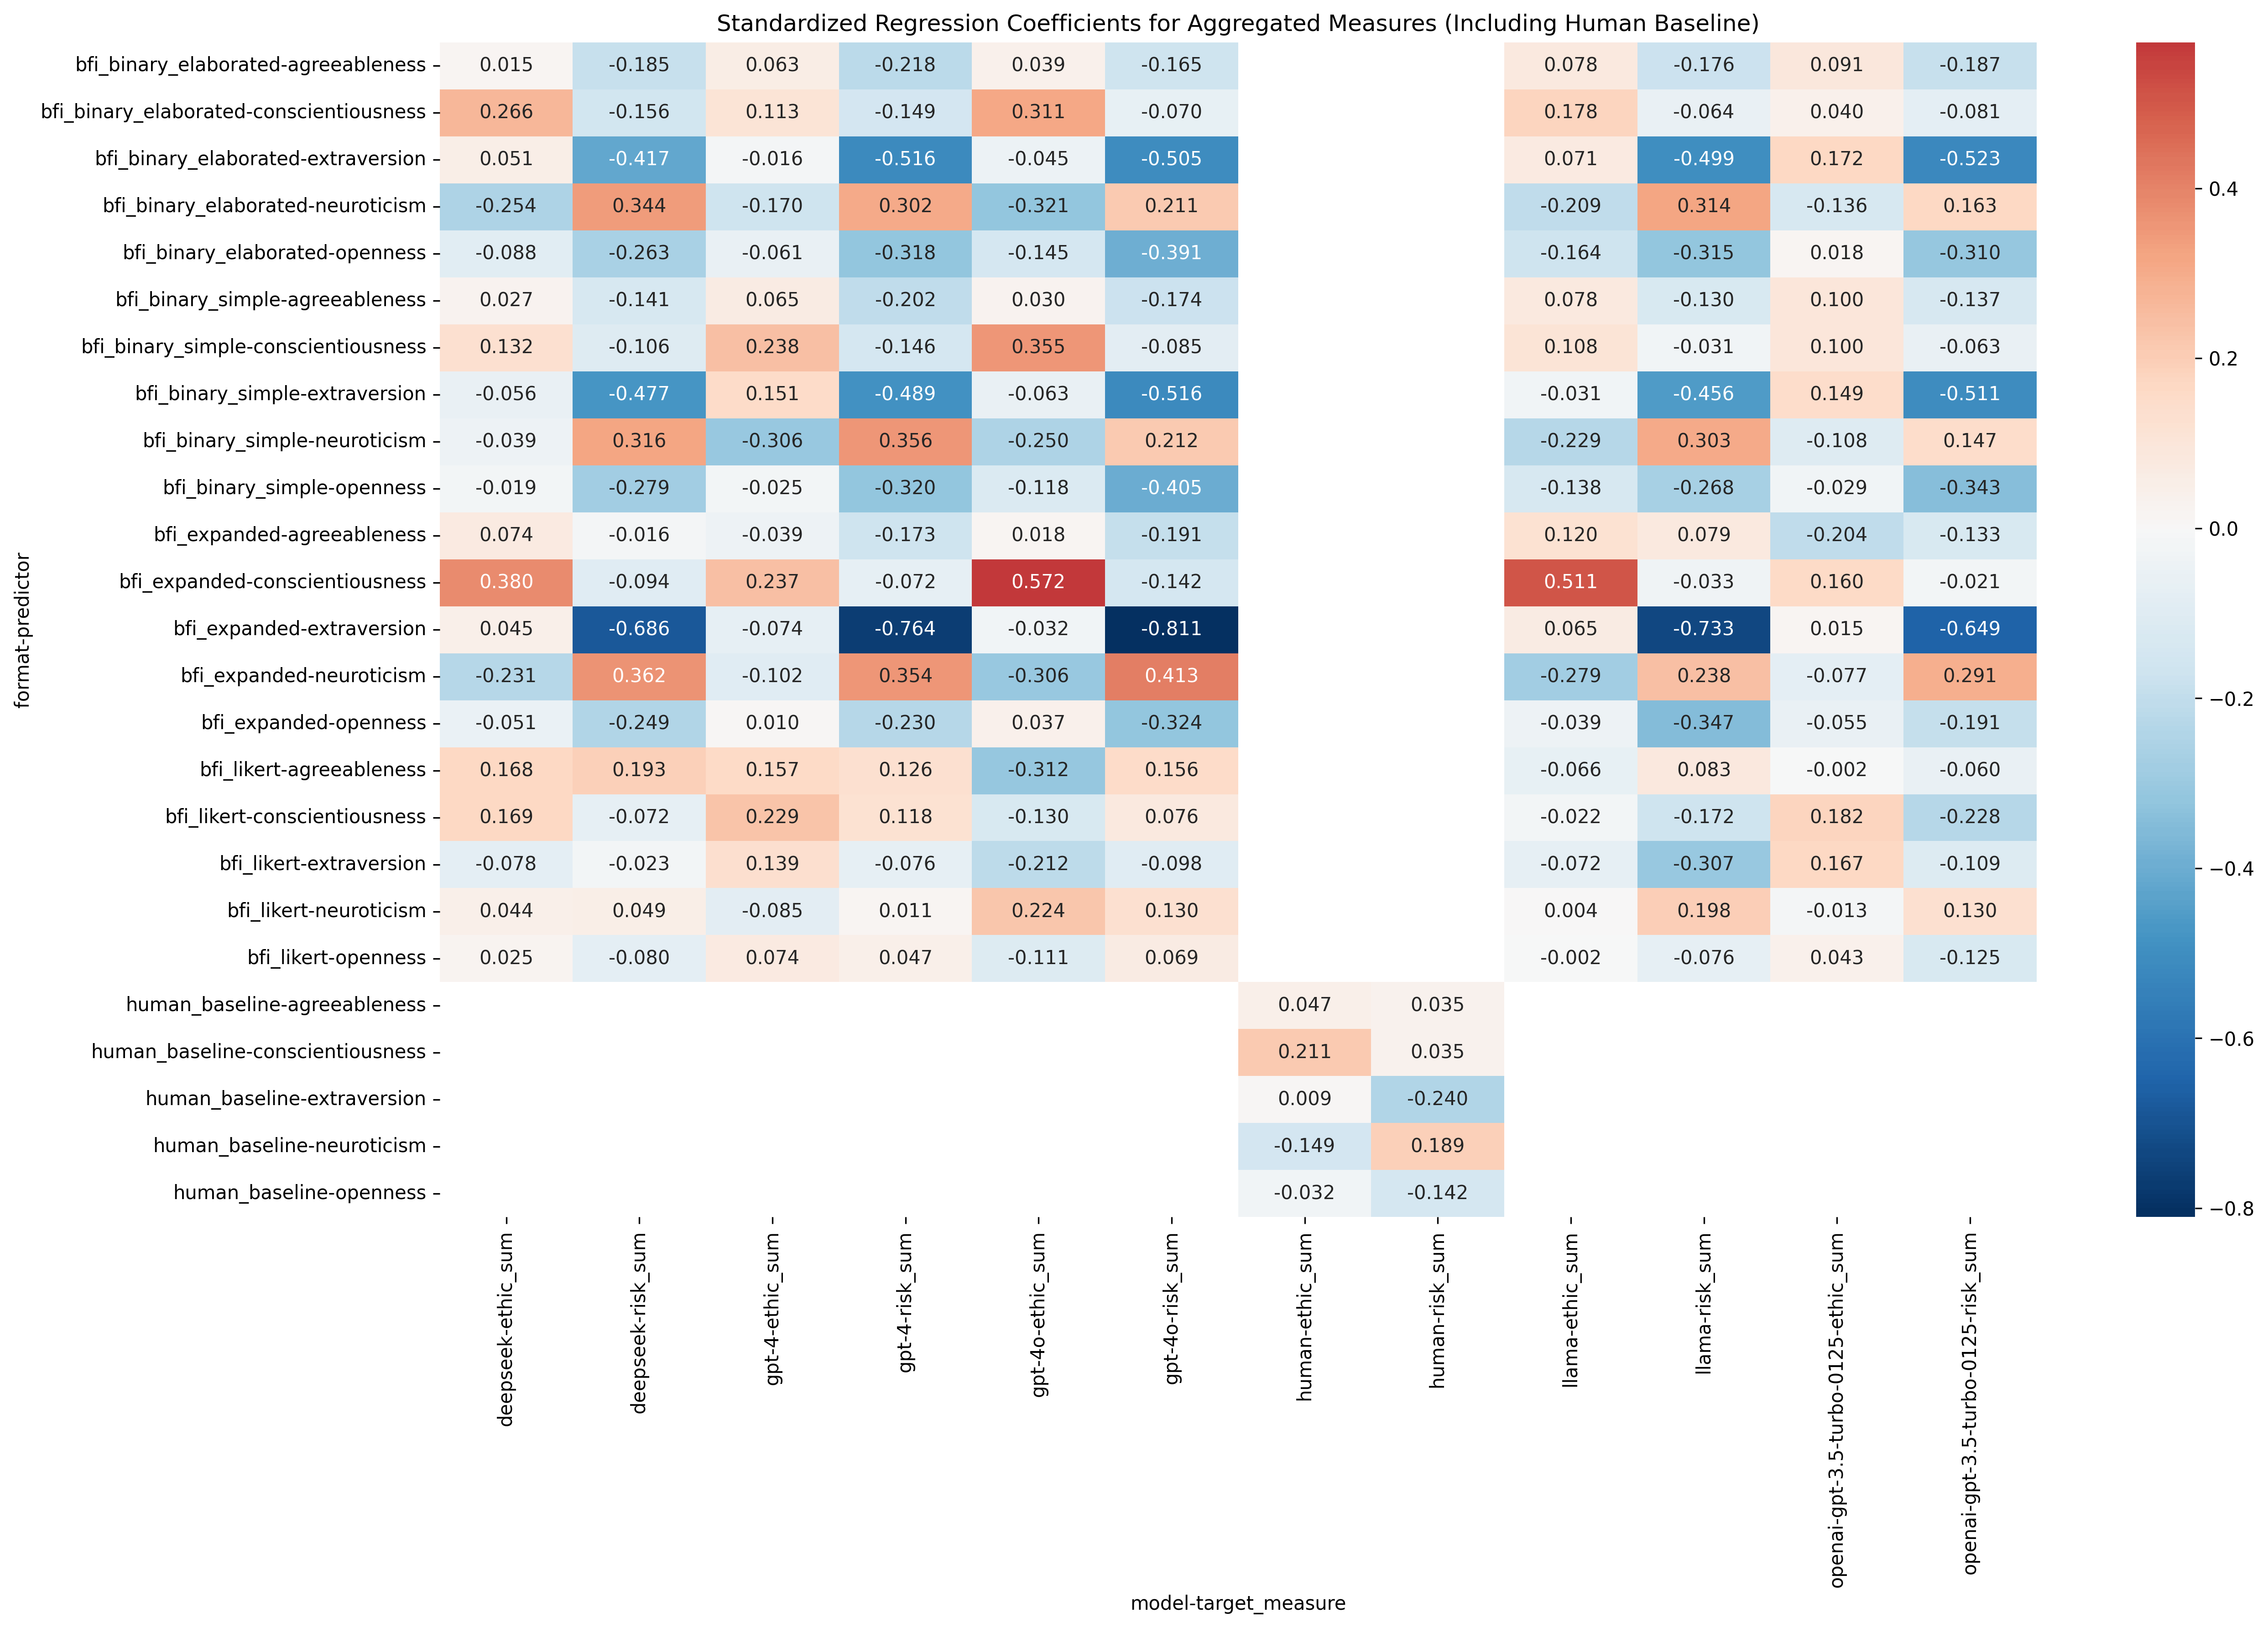 Standardized Regression Coefficients for Aggregated Measures (Including Human Baseline)
format-predictor
bfi_binary_elaborated-agreeableness 0.015 -0.185 0.063 -0.218 0.039 -0.165 0.078 -0.176 0.091 -0.187
bfi_binary_elaborated-conscientiousness 0.266 -0.156 0.113 -0.149 0.311 -0.070 0.178 -0.064 0.040 -0.081
bfi_binary_elaborated-extraversion 0.051 -0.417 -0.016 -0.516 -0.045 -0.505 0.071 -0.499 0.172 -0.523
bfi_binary_elaborated-neuroticism -0.254 0.344 -0.170 0.302 -0.321 0.211 -0.209 0.314 -0.136 0.163
bfi_binary_elaborated-openness -0.088 -0.263 -0.061 -0.318 -0.145 -0.391 -0.164 -0.315 0.018 -0.310
bfi_binary_simple-agreeableness 0.027 -0.141 0.065 -0.202 0.030 -0.174 0.078 -0.130 0.100 -0.137
bfi_binary_simple-conscientiousness 0.132 -0.106 0.238 -0.146 0.355 -0.085 0.108 -0.031 0.100 -0.063
bfi_binary_simple-extraversion -0.056 -0.477 0.151 -0.489 -0.063 -0.516 -0.031 -0.456 0.149 -0.511
bfi_binary_simple-neuroticism -0.039 0.316 -0.306 0.356 -0.250 0.212 -0.229 0.303 -0.108 0.147
bfi_binary_simple-openness -0.019 -0.279 -0.025 -0.320 -0.118 -0.405 -0.138 -0.268 -0.029 -0.343
bfi_expanded-agreeableness 0.074 -0.016 -0.039 -0.173 0.018 -0.191 0.120 0.079 -0.204 -0.133
bfi_expanded-conscientiousness 0.380 -0.094 0.237 -0.072 0.572 -0.142 0.511 -0.033 0.160 -0.021
bfi_expanded-extraversion 0.045 -0.686 -0.074 -0.764 -0.032 -0.811 0.065 -0.733 0.015 -0.649
bfi_expanded-neuroticism -0.231 0.362 -0.102 0.354 -0.306 0.413 -0.279 0.238 -0.077 0.291
bfi_expanded-openness -0.051 -0.249 0.010 -0.230 0.037 -0.324 -0.039 -0.347 -0.055 -0.191
bfi_likert-agreeableness 0.168 0.193 0.157 0.126 -0.312 0.156 -0.066 0.083 -0.002 -0.060
bfi_likert-conscientiousness 0.169 -0.072 0.229 0.118 -0.130 0.076 -0.022 -0.172 0.182 -0.228
bfi_likert-extraversion -0.078 -0.023 0.139 -0.076 -0.212 -0.098 -0.072 -0.307 0.167 -0.109
bfi_likert-neuroticism 0.044 0.049 -0.085 0.011 0.224 0.130 0.004 0.198 -0.013 0.130
bfi_likert-openness 0.025 -0.080 0.074 0.047 -0.111 0.069 -0.002 -0.076 0.043 -0.125
human_baseline-agreeableness 0.047 0.035
human_baseline-conscientiousness 0.211 0.035
human_baseline-extraversion 0.009 -0.240
human_baseline-neuroticism -0.149 0.189
human_baseline-openness -0.032 -0.142
deepseek-ethic_sum
deepseek-risk_sum
gpt-4-ethic_sum
gpt-4-risk_sum
gpt-4o-ethic_sum
gpt-4o-risk_sum
human-ethic_sum
human-risk_sum
llama-ethic_sum
llama-risk_sum
openai-gpt-3.5-turbo-0125-ethic_sum
openai-gpt-3.5-turbo-0125-risk_sum
model-target_measure
0.4
0.2
0.0
−0.2
−0.4
−0.6
−0.8